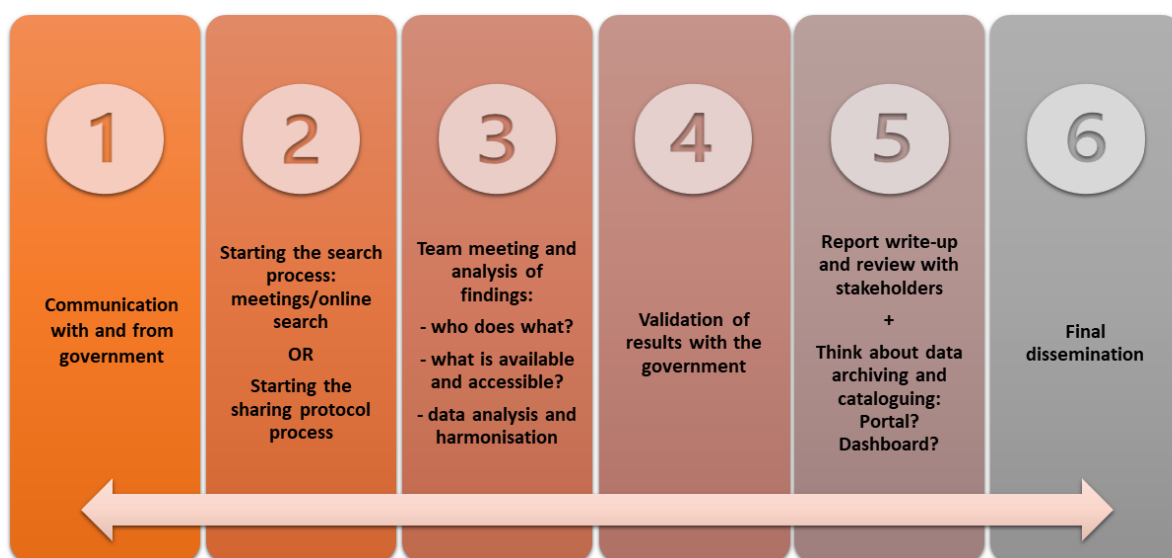 1
Communication
with and from
government
2
Starting the search
process:
meetings/online
search
OR
Starting the
sharing protocol
process
3
Team meeting and
analysis of
findings:
- who does what?
- what is available
and accessible?
- data analysis and
harmonisation
4
Validation of
results with the
government
5
Report write-up
and review with
stakeholders
+
Think about data
archiving and
cataloguing:
Portal?
Dashboard?
6
Final
dissemination